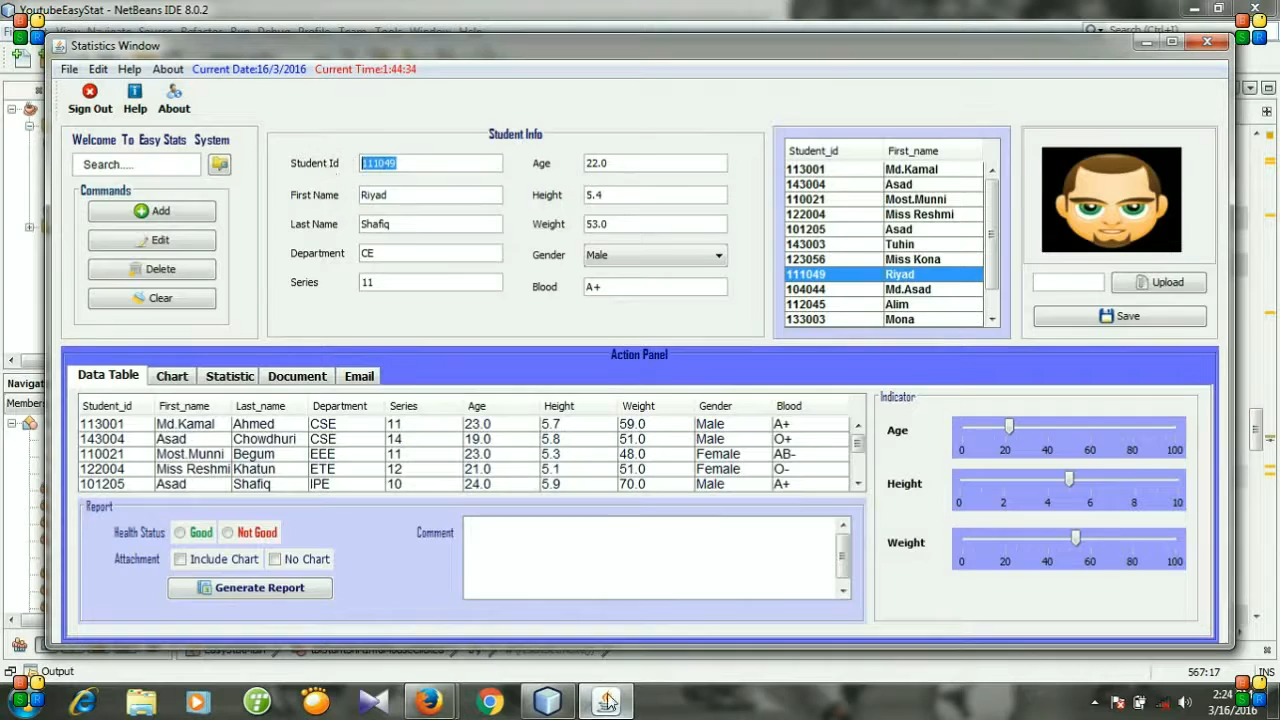 YoutubeEasyStat - NetBeans IDE 8.0.2
Statistics Window
File Edit Help About Current Date:16/3/2016 Current Time:1:44:34
Sign Out Help About
Welcome To Easy Stats System
Search.....
Commands
Add
Edit
Delete
Clear
Student Info
Student Id 111049 Age 22.0
First Name Riyad Height 5.4
Last Name Shafiq Weight 53.0
Department CE Gender Male
Series 11 Blood A+
Student_id First_name
113001 Md.Kamal
143004 Asad
110021 Most.Munni
122004 Miss Reshmi
101205 Asad
143003 Tuhin
123056 Miss Kona
111049 Riyad
104044 Md.Asad
112045 Alim
133003 Mona
Upload
Save
Action Panel
Data Table Chart Statistic Document Email
Student_id First_name Last_name Department Series Age Height Weight Gender Blood
113001 Md.Kamal Ahmed CSE 11 23.0 5.7 59.0 Male A+
143004 Asad Chowdhuri CSE 14 19.0 5.8 51.0 Male O+
110021 Most.Munni Begum EEE 11 23.0 5.3 48.0 Female AB-
122004 Miss Reshmi Khatun ETE 12 21.0 5.1 51.0 Female O-
101205 Asad Shafiq IPE 10 24.0 5.9 70.0 Male A+
Indicator
Age
0 20 40 60 80 100
Height
0 2 4 6 8 10
Weight
0 20 40 60 80 100
Report
Health Status Good Not Good
Attachment Include Chart No Chart
Generate Report
Comment
Navigat
Members
Output
567:17 INS
2:24
3/16/2016